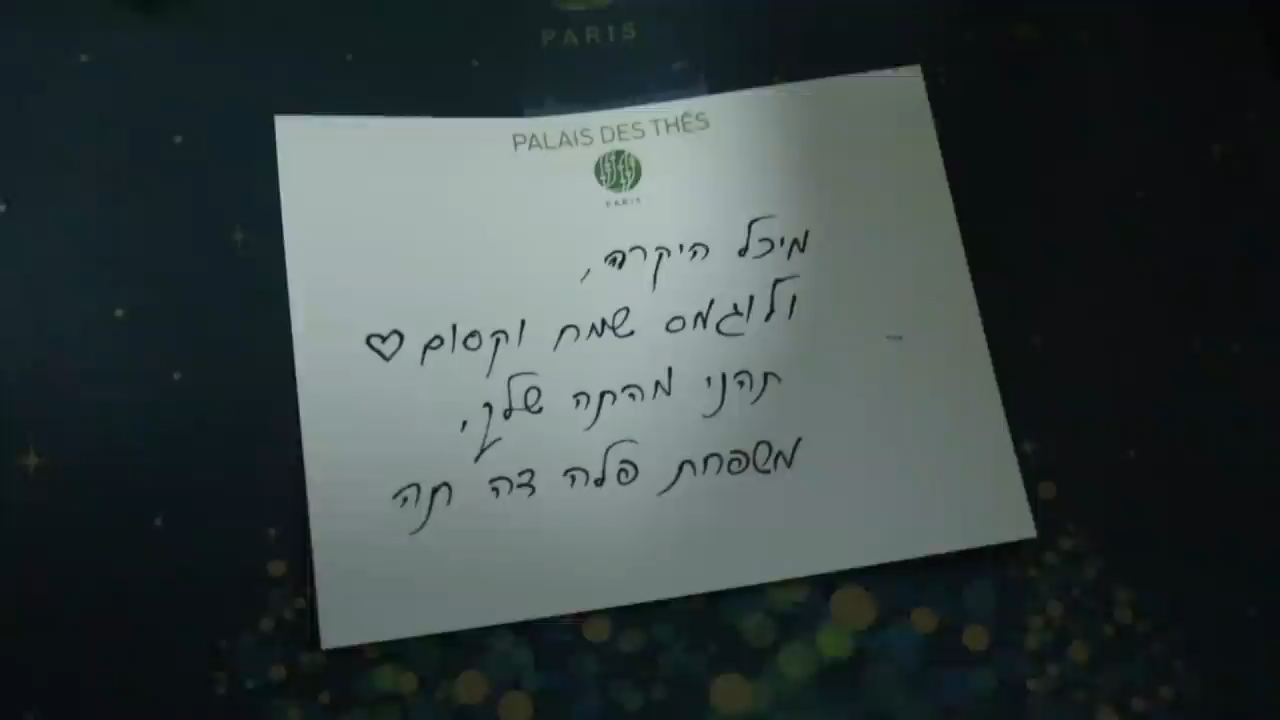 PARIS
PALAIS DES THÉS
PARIS
מיכל היקרה,
ולוגמס שמח וקסום ♡
תהני מהתה שלך,
משפחת פלה דה תה